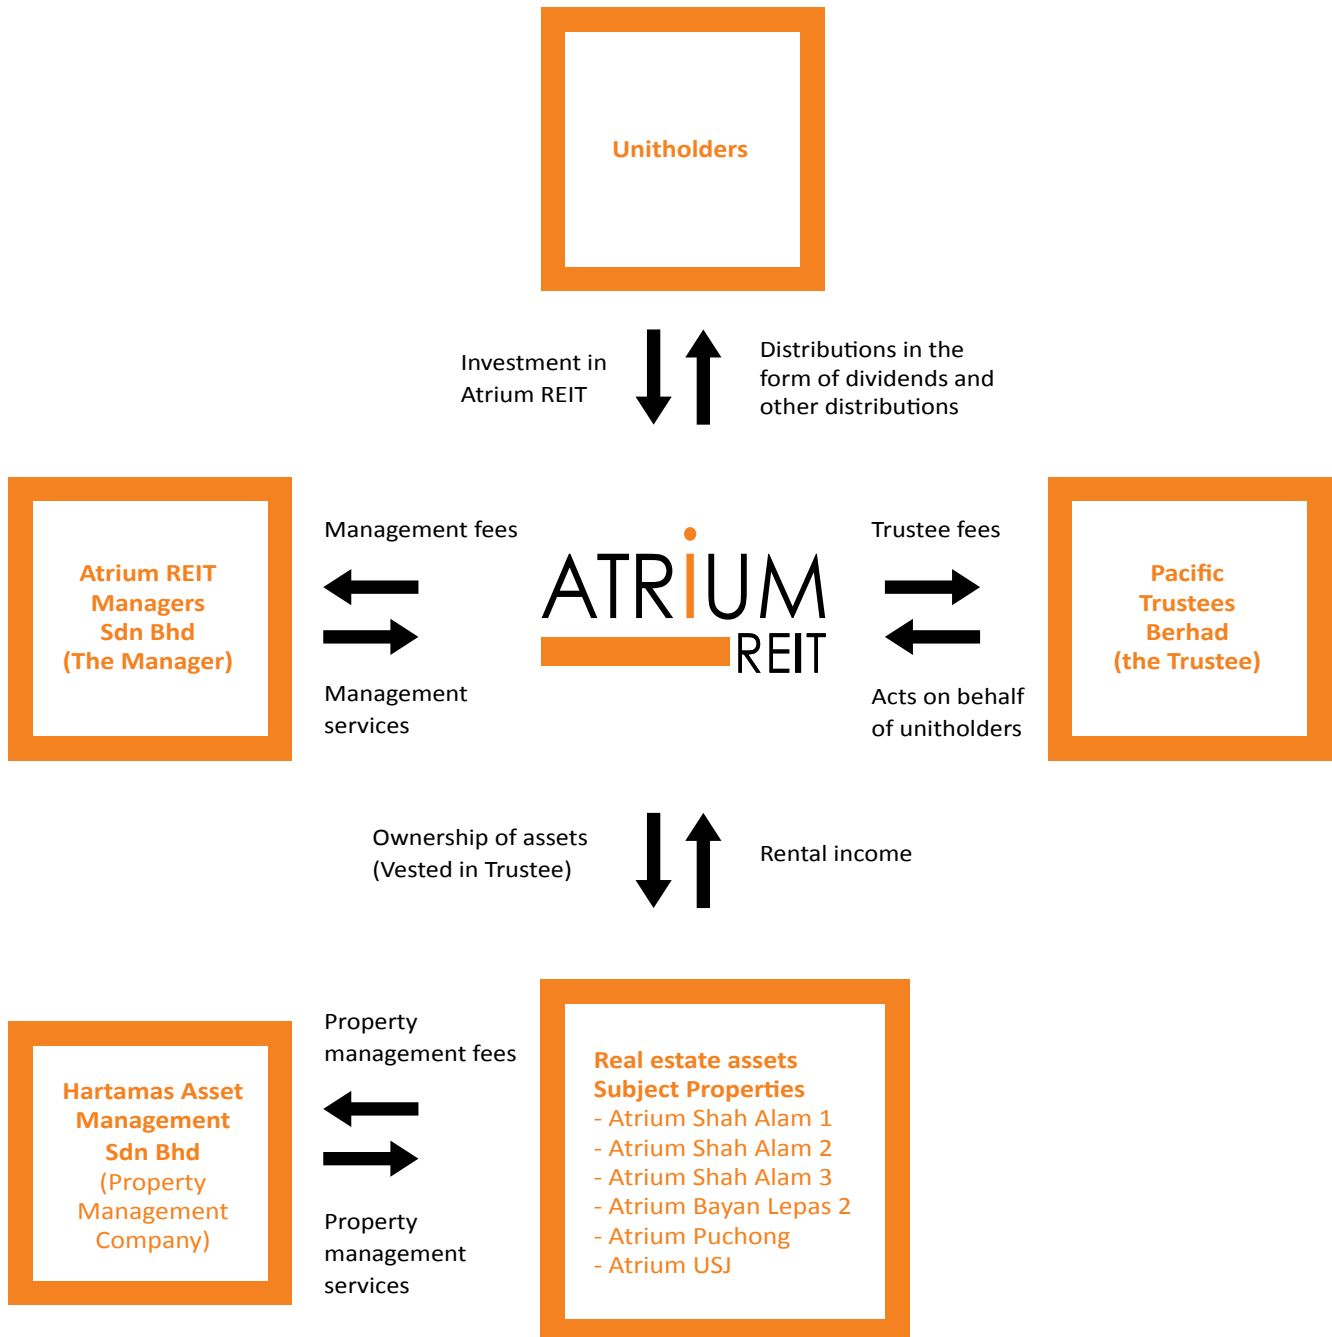 Unitholders
Investment in
Atrium REIT
Distributions in the
form of dividends and
other distributions
Atrium REIT
Managers
Sdn Bhd
(The Manager)
Management fees
Management
services
ATRiUM
REIT
Trustee fees
Acts on behalf
of unitholders
Pacific
Trustees
Berhad
(the Trustee)
Ownership of assets
(Vested in Trustee)
Rental income
Hartamas Asset
Management
Sdn Bhd
(Property
Management
Company)
Property
management fees
Property
management
services
Real estate assets
Subject Properties
- Atrium Shah Alam 1
- Atrium Shah Alam 2
- Atrium Shah Alam 3
- Atrium Bayan Lepas 2
- Atrium Puchong
- Atrium USJ